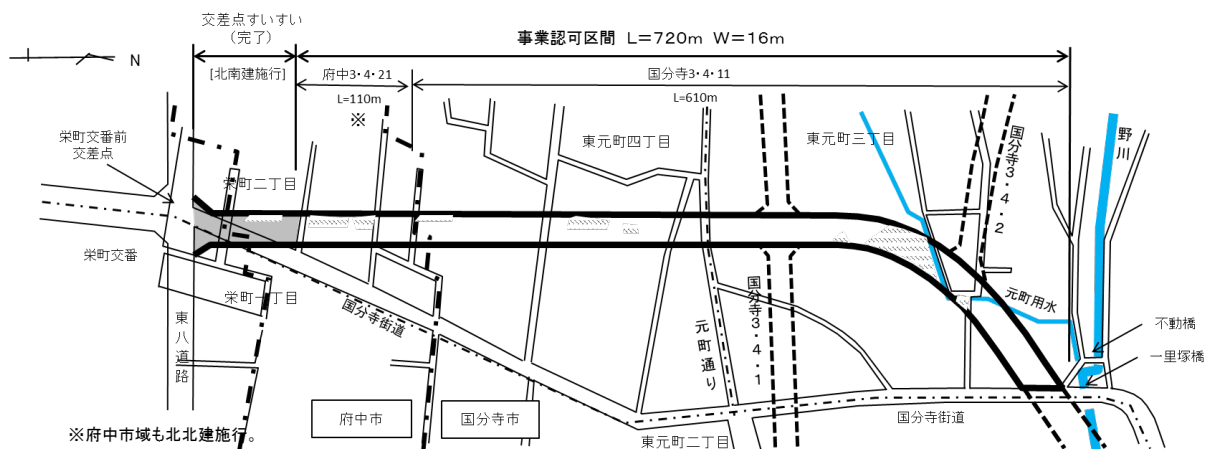 交差点すいすい
(完了)
事業認可区間 L=720m W=16m
N
[北南建施行]
府中3・4・21
国分寺3・4・11
L=110m
L=610m
※
栄町交番前
交差点
栄町二丁目
東元町四丁目
東元町三丁目
国分寺3・4・2
野川
栄町交番
栄町一丁目
国分寺街道
東八道路
元町通り
国分寺3・4・1
元町用水
不動橋
一里塚橋
府中市
国分寺市
国分寺街道
東元町二丁目
※府中市域も北北建施行。